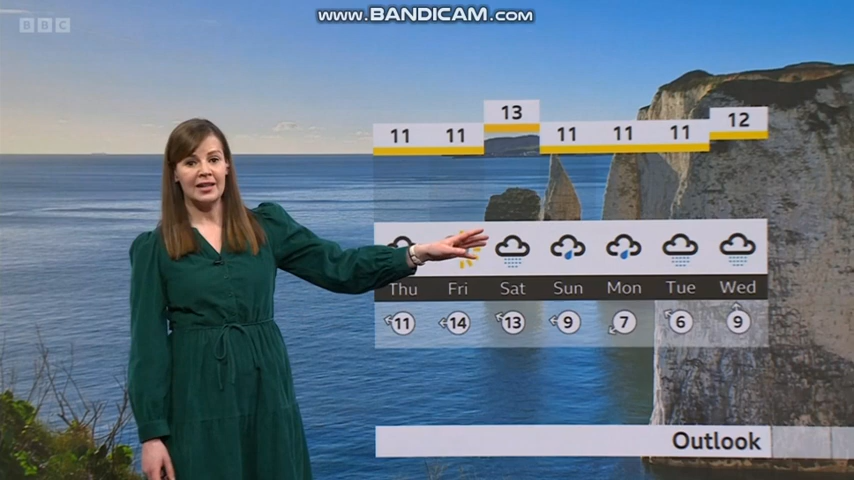 BBC
www.BANDICAM.com
11 11 13 11 11 11 12
Thu Fri Sat Sun Mon Tue Wed
11 14 13 9 7 6 9
Outlook